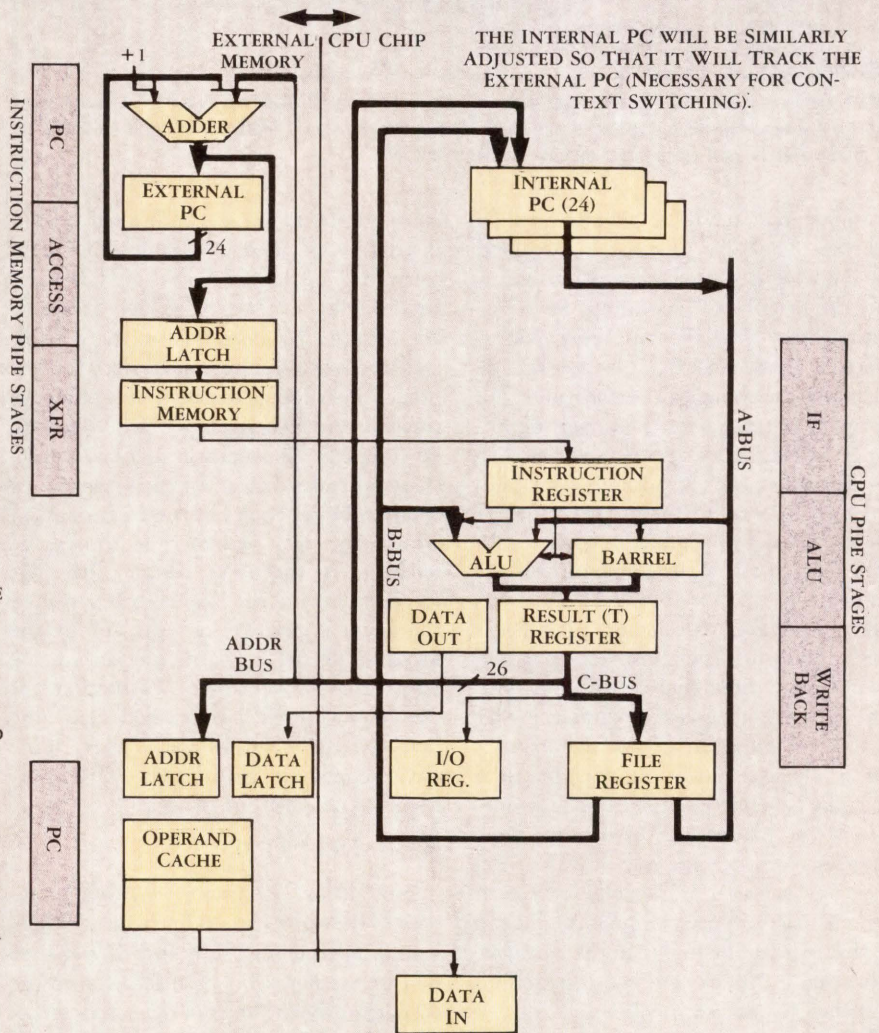 EXTERNAL CPU CHIP
MEMORY
THE INTERNAL PC WILL BE SIMILARLY
ADJUSTED SO THAT IT WILL TRACK THE
EXTERNAL PC (NECESSARY FOR CON-
TEXT SWITCHING).
+1
ADDER
EXTERNAL
PC
24
ADDR
LATCH
INSTRUCTION
MEMORY
INSTRUCTION MEMORY PIPE STAGES
PC
ACCESS
XFR
INTERNAL
PC (24)
A-BUS
INSTRUCTION
REGISTER
B-BUS
ALU
BARREL
DATA
OUT
RESULT (T)
REGISTER
CPU PIPE STAGES
IF
ALU
WRITE
BACK
ADDR
BUS
26
C-BUS
ADDR
LATCH
DATA
LATCH
I/O
REG.
FILE
REGISTER
PC
OPERAND
CACHE
DATA
IN